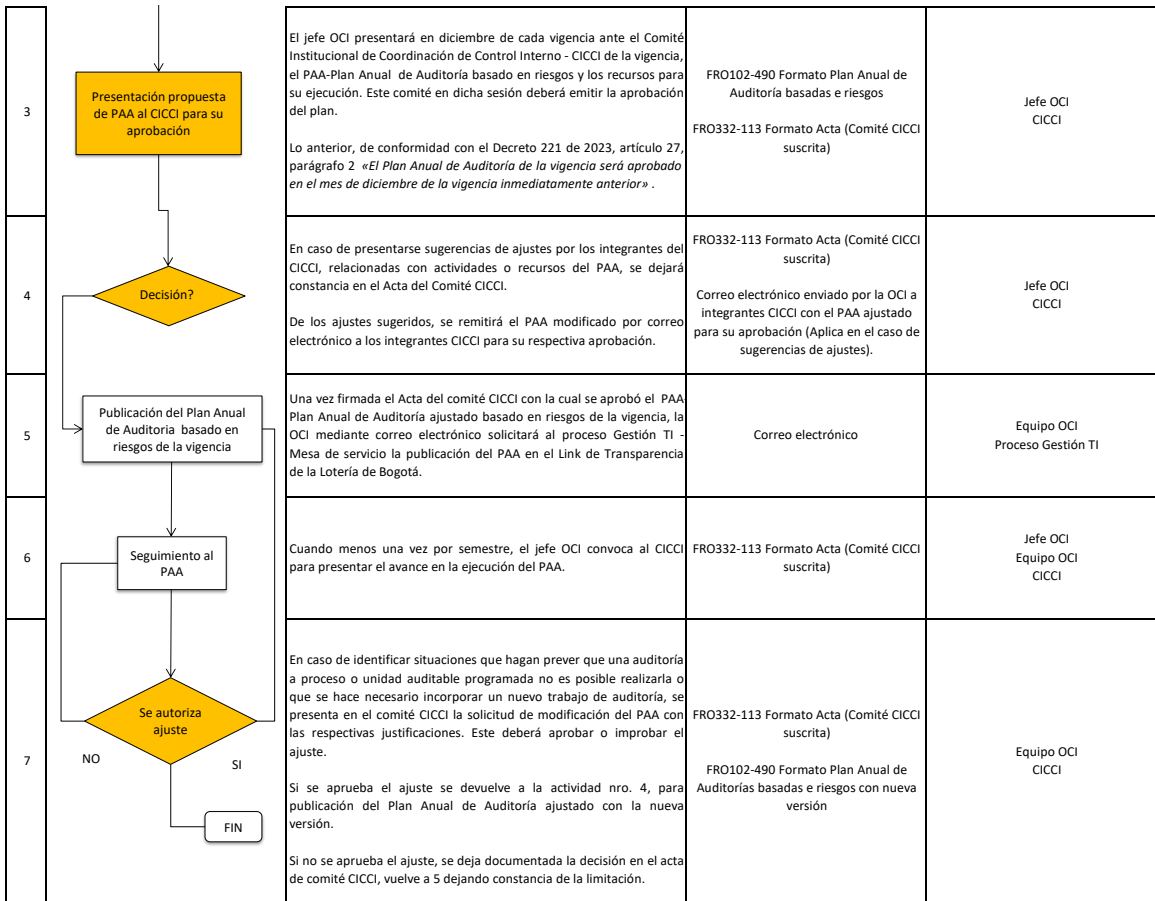 3
Presentación propuesta
de PAA al CICCI para su
aprobación
El jefe OCI presentará en diciembre de cada vigencia ante el Comité
Institucional de Coordinación de Control Interno - CICCI de la vigencia,
el PAA-Plan Anual de Auditoría basado en riesgos y los recursos para
su ejecución. Este comité en dicha sesión deberá emitir la aprobación
del plan.
Lo anterior, de conformidad con el Decreto 221 de 2023, artículo 27,
parágrafo 2 «El Plan Anual de Auditoría de la vigencia será aprobado
en el mes de diciembre de la vigencia inmediatamente anterior» .
FRO102-490 Formato Plan Anual de
Auditoría basadas e riesgos
FRO332-113 Formato Acta (Comité CICCI
suscrita)
Jefe OCI
CICCI
4
Decisión?
En caso de presentarse sugerencias de ajustes por los integrantes del
CICCI, relacionadas con actividades o recursos del PAA, se dejará
constancia en el Acta del Comité CICCI.
De los ajustes sugeridos, se remitirá el PAA modificado por correo
electrónico a los integrantes CICCI para su respectiva aprobación.
FRO332-113 Formato Acta (Comité CICCI
suscrita)
Correo electrónico enviado por la OCI a
integrantes CICCI con el PAA ajustado
para su aprobación (Aplica en el caso de
sugerencias de ajustes).
Jefe OCI
CICCI
5
Publicación del Plan Anual
de Auditoria basado en
riesgos de la vigencia
Una vez firmada el Acta del comité CICCI con la cual se aprobó el PAA
Plan Anual de Auditoría ajustado basado en riesgos de la vigencia, la
OCI mediante correo electrónico solicitará al proceso Gestión TI -
Mesa de servicio la publicación del PAA en el Link de Transparencia
de la Lotería de Bogotá.
Correo electrónico
Equipo OCI
Proceso Gestión TI
6
Seguimiento al
PAA
Cuando menos una vez por semestre, el jefe OCI convoca al CICCI
para presentar el avance en la ejecución del PAA.
FRO332-113 Formato Acta (Comité CICCI
suscrita)
Jefe OCI
Equipo OCI
CICCI
7
Se autoriza
ajuste
NO
SI
FIN
En caso de identificar situaciones que hagan prever que una auditoría
a proceso o unidad auditable programada no es posible realizarla o
que se hace necesario incorporar un nuevo trabajo de auditoría, se
presenta en el comité CICCI la solicitud de modificación del PAA con
las respectivas justificaciones. Este deberá aprobar o improbar el
ajuste.
Si se aprueba el ajuste se devuelve a la actividad nro. 4, para
publicación del Plan Anual de Auditoría ajustado con la nueva
versión.
Si no se aprueba el ajuste, se deja documentada la decisión en el acta
de comité CICCI, vuelve a 5 dejando constancia de la limitación.
FRO332-113 Formato Acta (Comité CICCI
suscrita)
FRO102-490 Formato Plan Anual de
Auditorías basadas e riesgos con nueva
versión
Equipo OCI
CICCI